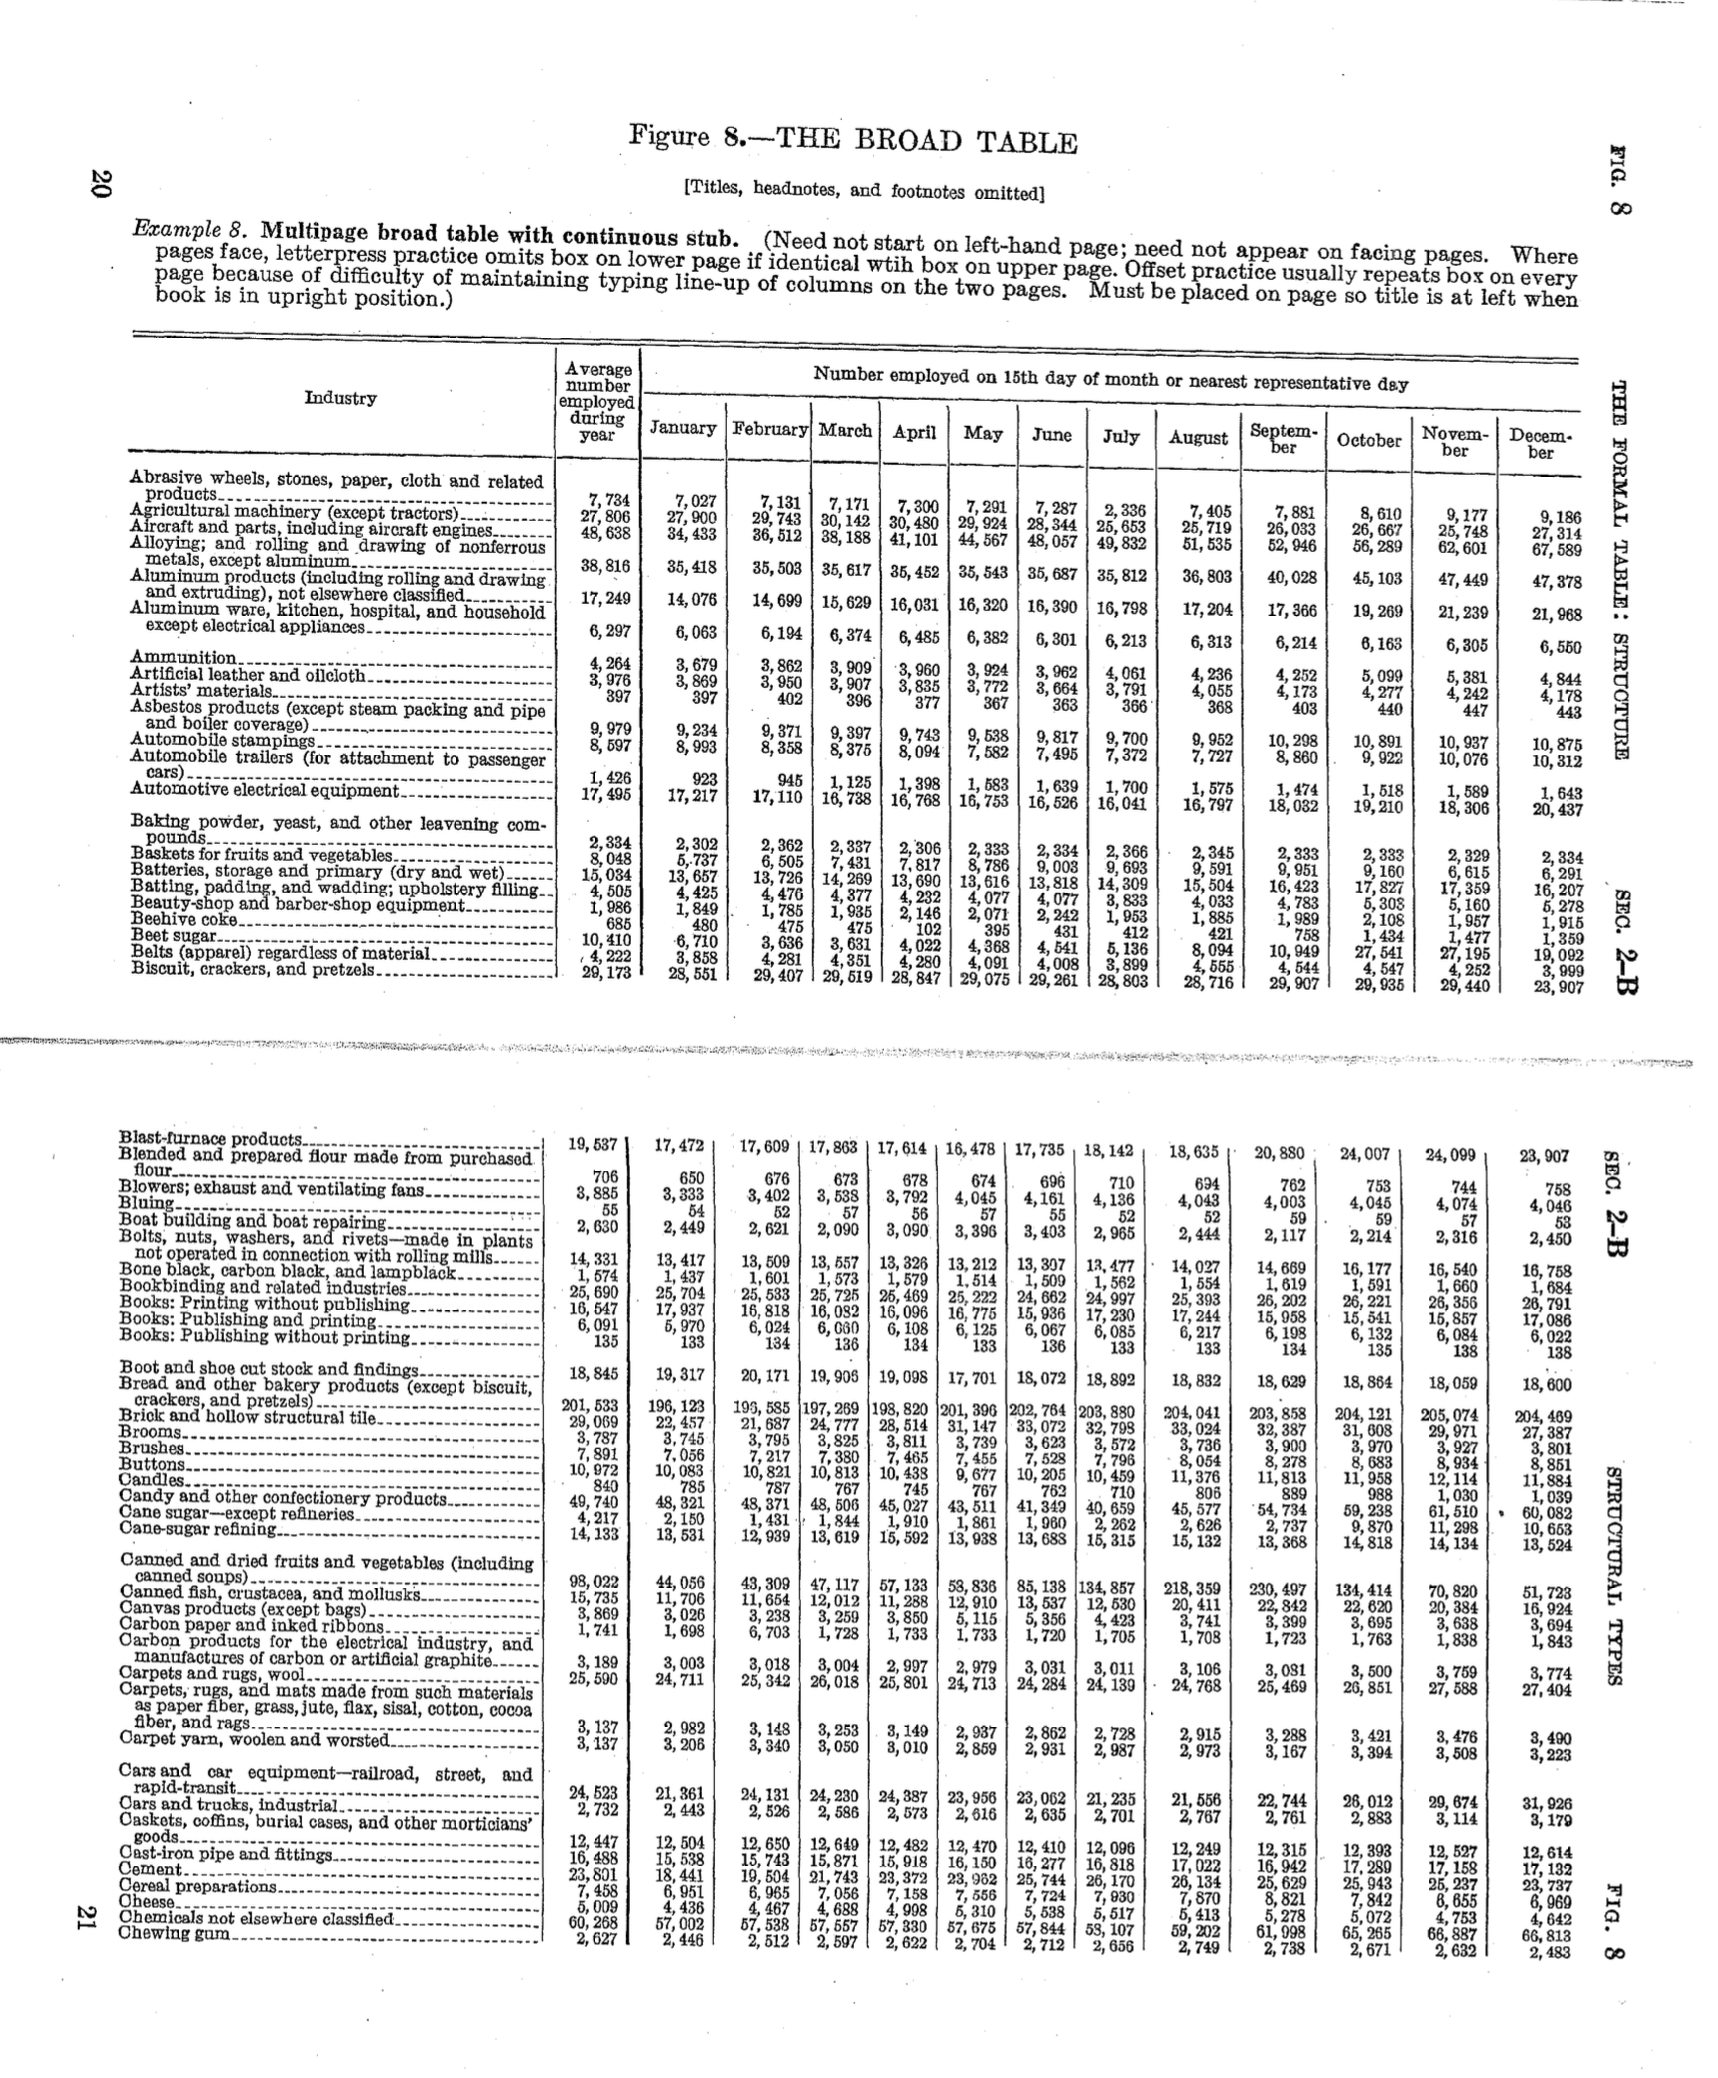 Figure 8.—THE BROAD TABLE
20
FIG. 8
[Titles, headnotes, and footnotes omitted]
Example 8. Multipage broad table with continuous stub. (Need not start on left-hand page; need not appear on facing pages. Where
pages face, letterpress practice omits box on lower page if identical wtih box on upper page. Offset practice usually repeats box on every
page because of difficulty of maintaining typing line-up of columns on the two pages. Must be placed on page so title is at left when
book is in upright position.)
Industry
Average number employed during year
Number employed on 15th day of month or nearest representative day
January February March April May June July August Septem-ber October Novem-ber Decem-ber
THE FORMAL TABLE: STRUCTURE
SEC. 2-B
Abrasive wheels, stones, paper, cloth and related
products 7,734 7,027 7,131 7,171 7,300 7,291 7,287 2,336 7,405 7,881 8,610 9,177 9,186
Agricultural machinery (except tractors) 27,806 27,900 29,743 30,142 30,480 29,924 28,344 25,653 25,719 26,033 26,667 25,748 27,314
Aircraft and parts, including aircraft engines 48,638 34,433 36,512 38,188 41,101 44,567 48,057 49,832 51,535 52,946 56,289 62,601 67,589
Alloying; and rolling and drawing of nonferrous
metals, except aluminum 38,816 35,418 35,503 35,617 35,452 35,543 35,687 35,812 36,803 40,028 45,103 47,449 47,378
Aluminum products (including rolling and drawing
and extruding), not elsewhere classified 17,249 14,076 14,699 15,629 16,031 16,320 16,390 16,798 17,204 17,366 19,269 21,239 21,968
Aluminum ware, kitchen, hospital, and household
except electrical appliances 6,297 6,063 6,194 6,374 6,485 6,382 6,301 6,213 6,313 6,214 6,163 6,305 6,550
Ammunition 4,264 3,679 3,862 3,909 3,960 3,924 3,962 4,061 4,236 4,252 5,099 5,381 4,844
Artificial leather and oilcloth 3,976 3,869 3,950 3,907 3,835 3,772 3,664 3,791 4,055 4,173 4,277 4,242 4,178
Artists' materials 397 397 402 396 377 367 363 366 368 403 440 447 443
Asbestos products (except steam packing and pipe
and boiler coverage) 9,979 9,234 9,371 9,397 9,743 9,538 9,817 9,700 9,952 10,298 10,891 10,937 10,875
Automobile stampings 8,597 8,993 8,358 8,375 8,094 7,582 7,495 7,372 7,727 8,860 9,922 10,076 10,312
Automobile trailers (for attachment to passenger
cars) 1,426 923 945 1,125 1,398 1,583 1,639 1,700 1,575 1,474 1,518 1,589 1,643
Automotive electrical equipment 17,495 17,217 17,110 16,738 16,768 16,753 16,526 16,041 16,797 18,032 19,210 18,306 20,437
Baking powder, yeast, and other leavening com-
pounds 2,334 2,302 2,362 2,337 2,306 2,333 2,334 2,366 2,345 2,333 2,333 2,329 2,334
Baskets for fruits and vegetables 8,048 5,737 6,505 7,431 7,817 8,786 9,003 9,693 9,591 9,951 9,160 6,615 6,291
Batteries, storage and primary (dry and wet) 15,034 13,657 13,726 14,269 13,690 13,616 13,818 14,309 15,504 16,423 17,827 17,359 16,207
Batting, padding, and wadding; upholstery filling 4,505 4,425 4,476 4,377 4,232 4,077 4,077 3,833 4,033 4,783 5,303 5,160 5,278
Beauty-shop and barber-shop equipment 1,986 1,849 1,785 1,935 2,146 2,071 2,242 1,953 1,885 1,989 2,108 1,957 1,915
Beehive coke 685 480 475 475 102 395 431 412 421 758 1,434 1,477 1,359
Beet sugar 10,410 6,710 3,636 3,631 4,022 4,368 4,541 5,136 8,094 10,949 27,541 27,195 19,092
Belts (apparel) regardless of material 4,222 3,858 4,281 4,351 4,280 4,091 4,008 3,899 4,555 4,544 4,547 4,252 3,999
Biscuit, crackers, and pretzels 29,173 28,551 29,407 29,519 28,847 29,075 29,261 28,803 28,716 29,907 29,935 29,440 23,907
Blast-furnace products 19,537 17,472 17,609 17,863 17,614 16,478 17,735 18,142 18,635 20,880 24,007 24,099 23,907
Blended and prepared flour made from purchased
flour 706 650 676 673 678 674 696 710 694 762 753 744 758
Blowers; exhaust and ventilating fans 3,885 3,333 3,402 3,538 3,792 4,045 4,161 4,136 4,043 4,003 4,045 4,074 4,046
Bluing 55 54 52 57 56 57 55 52 52 59 59 57 53
Boat building and boat repairing 2,630 2,449 2,621 2,090 3,090 3,396 3,403 2,965 2,444 2,117 2,214 2,316 2,450
Bolts, nuts, washers, and rivets—made in plants
not operated in connection with rolling mills 14,331 13,417 13,509 13,557 13,326 13,212 13,307 13,477 14,027 14,669 16,177 16,540 16,758
Bone black, carbon black, and lampblack 1,574 1,437 1,601 1,573 1,579 1,514 1,509 1,562 1,554 1,619 1,591 1,660 1,684
Bookbinding and related industries 25,690 25,704 25,533 25,725 25,469 25,222 24,662 24,997 25,393 26,202 26,221 26,356 26,791
Books: Printing without publishing 16,547 17,937 16,818 16,082 16,096 16,775 15,936 17,230 17,244 15,958 15,541 15,857 17,086
Books: Publishing and printing 6,091 5,970 6,024 6,060 6,108 6,125 6,067 6,085 6,217 6,198 6,132 6,084 6,022
Books: Publishing without printing 135 133 134 136 134 133 136 133 133 134 135 138 138
Boot and shoe cut stock and findings 18,845 19,317 20,171 19,906 19,098 17,701 18,072 18,892 18,832 18,629 18,864 18,059 18,600
Bread and other bakery products (except biscuit,
crackers, and pretzels) 201,533 196,123 193,585 197,269 198,820 201,396 202,764 203,880 204,041 203,858 204,121 205,074 204,469
Brick and hollow structural tile 29,069 22,457 21,687 24,777 28,514 31,147 33,072 32,798 33,024 32,387 31,608 29,971 27,387
Brooms 3,787 3,745 3,795 3,825 3,811 3,739 3,623 3,572 3,736 3,900 3,970 3,927 3,801
Brushes 7,891 7,056 7,217 7,380 7,465 7,455 7,528 7,796 8,054 8,278 8,683 8,934 8,851
Buttons 10,972 10,083 10,821 10,813 10,438 9,677 10,205 10,459 11,376 11,813 11,958 12,114 11,884
Candles 840 785 787 767 745 767 762 710 806 889 988 1,030 1,039
Candy and other confectionery products 49,740 48,321 48,371 48,506 45,027 43,511 41,349 40,659 45,577 54,734 59,238 61,510 60,082
Cane sugar—except refineries 4,217 2,150 1,431 1,844 1,910 1,861 1,960 2,262 2,626 2,737 9,870 11,298 10,653
Cane-sugar refining 14,133 13,531 12,939 13,619 15,592 13,938 13,688 15,315 15,132 13,368 14,818 14,134 13,524
Canned and dried fruits and vegetables (including
canned soups) 98,022 44,056 43,309 47,117 57,133 53,836 85,138 134,857 218,359 230,497 134,414 70,820 51,723
Canned fish, crustacea, and mollusks 15,735 11,706 11,654 12,012 11,288 12,910 13,537 12,530 20,411 22,842 22,620 20,384 16,924
Canvas products (except bags) 3,869 3,026 3,238 3,259 3,850 5,115 5,356 4,423 3,741 3,399 3,695 3,638 3,694
Carbon paper and inked ribbons 1,741 1,698 6,703 1,728 1,733 1,733 1,720 1,705 1,708 1,723 1,763 1,838 1,843
Carbon products for the electrical industry, and
manufactures of carbon or artificial graphite 3,189 3,003 3,018 3,004 2,997 2,979 3,031 3,011 3,106 3,031 3,500 3,759 3,774
Carpets and rugs, wool 25,590 24,711 25,342 26,018 25,801 24,713 24,284 24,139 24,768 25,469 26,851 27,588 27,404
Carpets, rugs, and mats made from such materials
as paper fiber, grass, jute, flax, sisal, cotton, cocoa
fiber, and rags 3,137 2,982 3,148 3,253 3,149 2,937 2,862 2,728 2,915 3,288 3,421 3,476 3,490
Carpet yarn, woolen and worsted 3,137 3,206 3,340 3,050 3,010 2,859 2,931 2,987 2,973 3,167 3,394 3,508 3,223
Cars and car equipment—railroad, street, and
rapid-transit 24,523 21,361 24,131 24,230 24,387 23,956 23,062 21,235 21,556 22,744 26,012 29,674 31,926
Cars and trucks, industrial 2,732 2,443 2,526 2,586 2,573 2,616 2,635 2,701 2,767 2,761 2,883 3,114 3,179
Caskets, coffins, burial cases, and other morticians'
goods 12,447 12,504 12,650 12,649 12,482 12,470 12,410 12,096 12,249 12,315 12,393 12,527 12,614
Cast-iron pipe and fittings 16,488 15,538 15,743 15,871 15,918 16,150 16,277 16,818 17,022 16,942 17,289 17,158 17,132
Cement 23,801 18,441 19,504 21,743 23,372 23,962 25,744 26,170 26,134 25,629 25,943 25,237 23,737
Cereal preparations 7,458 6,951 6,965 7,056 7,158 7,556 7,724 7,930 7,870 8,821 7,842 6,655 6,969
Cheese 5,009 4,436 4,467 4,688 4,998 5,310 5,538 5,517 5,413 5,278 5,072 4,753 4,642
Chemicals not elsewhere classified 60,268 57,002 57,538 57,557 57,330 57,675 57,844 58,107 59,202 61,998 65,265 66,887 66,813
Chewing gum 2,627 2,446 2,512 2,597 2,622 2,704 2,712 2,656 2,749 2,738 2,671 2,632 2,483
SEC. 2-B
STRUCTURAL TYPES
21
FIG. 8